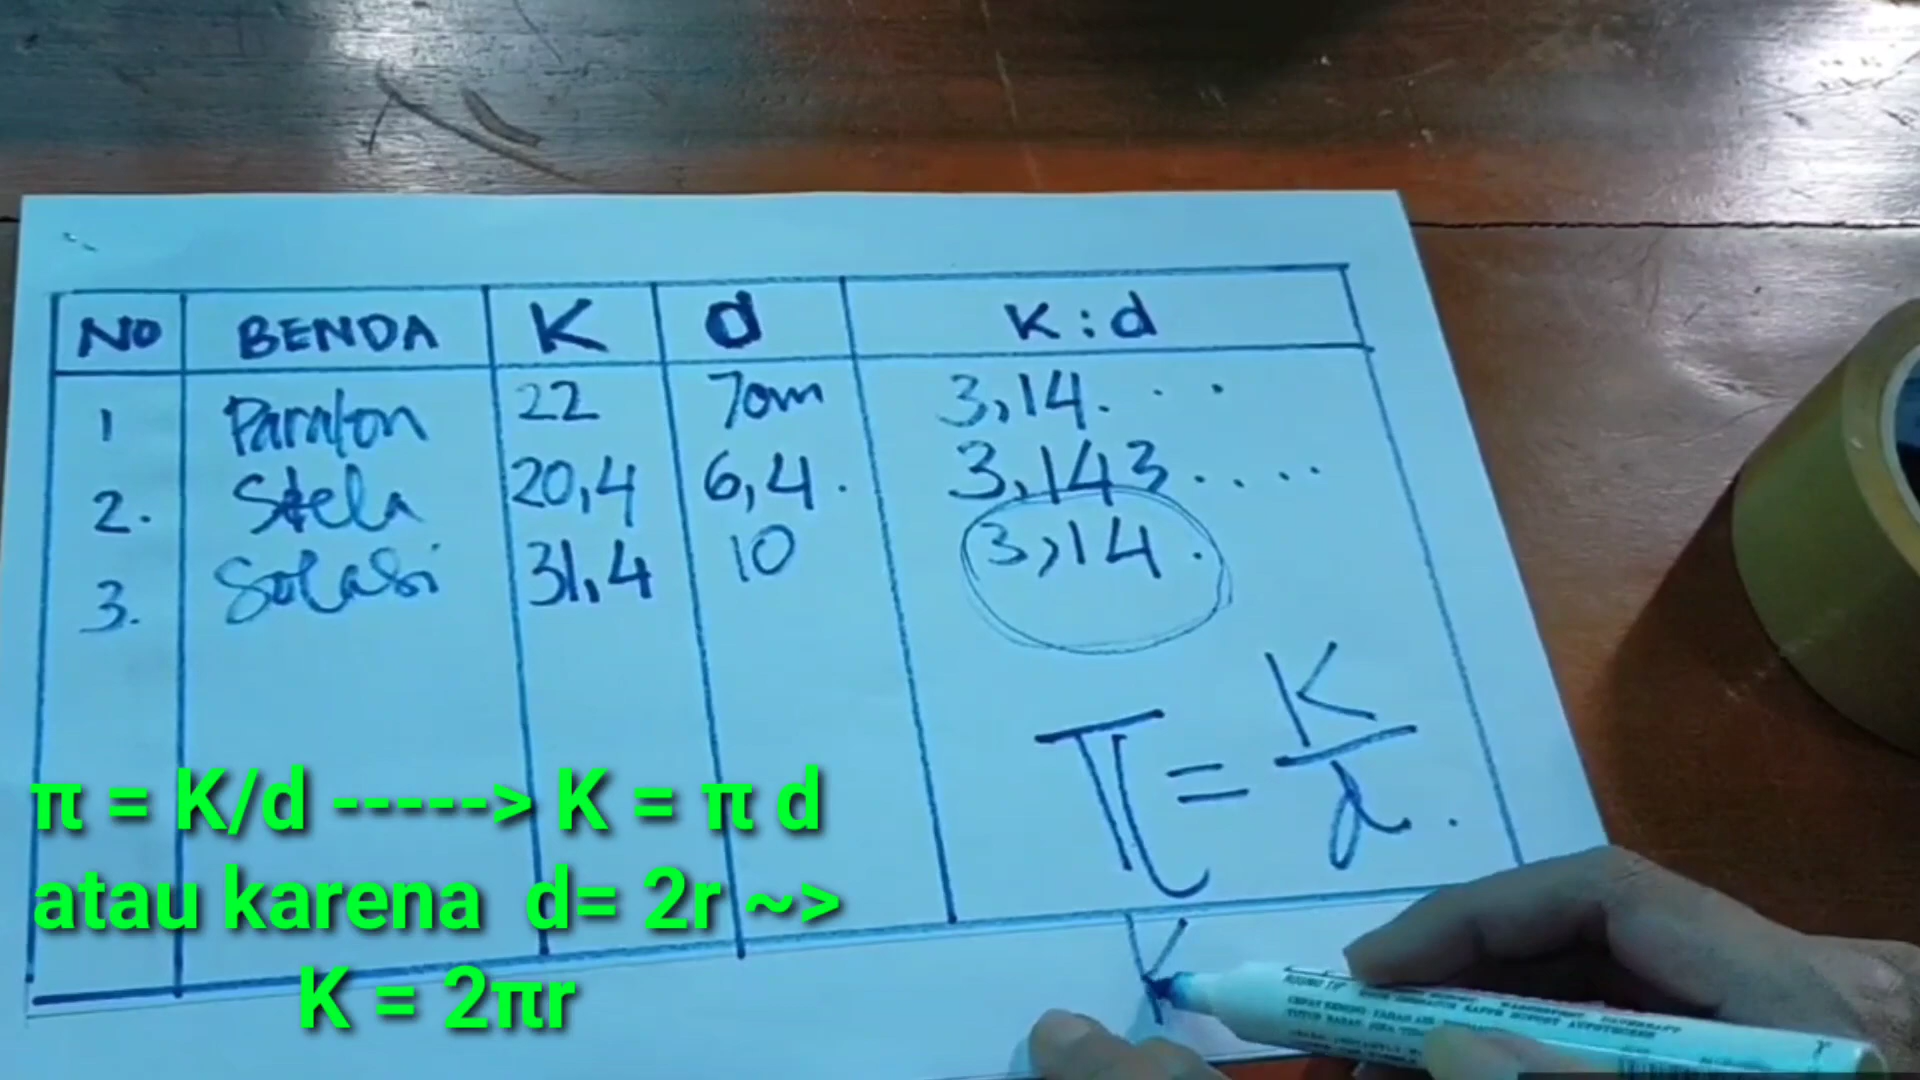 NO BENDA K d K : d
1 Paralon 22 7cm 3,14. . .
2. Stela 20,4 6,4. 3,143....
3. Solasi 31,4 10 3,14.
π = K/d.
K
π = K/d -----> K = π d
atau karena d= 2r ~>
K = 2πr